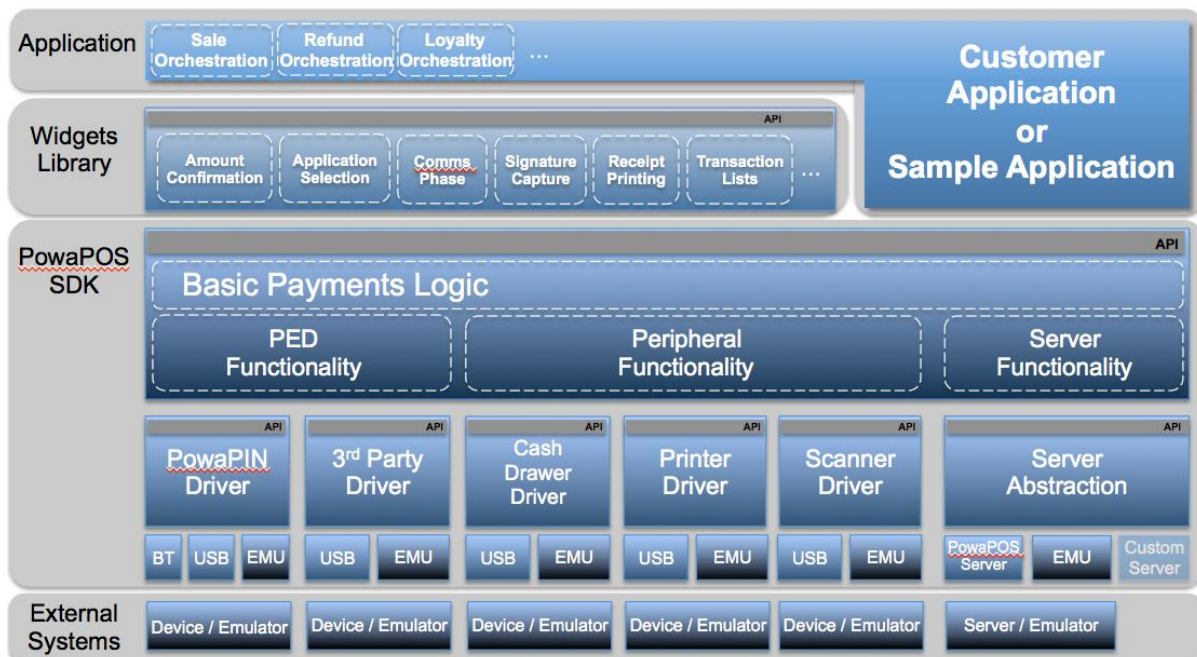 Application
Sale
Orchestration
Refund
Orchestration
Loyalty
Orchestration
...
Customer
Application
or
Sample Application
Widgets
Library
API
Amount
Confirmation
Application
Selection
Comms
Phase
Signature
Capture
Receipt
Printing
Transaction
Lists
...
PowaPOS
SDK
API
Basic Payments Logic
PED
Functionality
Peripheral
Functionality
Server
Functionality
API
PowaPIN
Driver
API
3rd Party
Driver
API
Cash
Drawer
Driver
API
Printer
Driver
API
Scanner
Driver
API
Server
Abstraction
BT
USB
EMU
USB
EMU
USB
EMU
USB
EMU
USB
EMU
PowaPOS
Server
EMU
Custom
Server
External
Systems
Device / Emulator
Device / Emulator
Device / Emulator
Device / Emulator
Device / Emulator
Server / Emulator